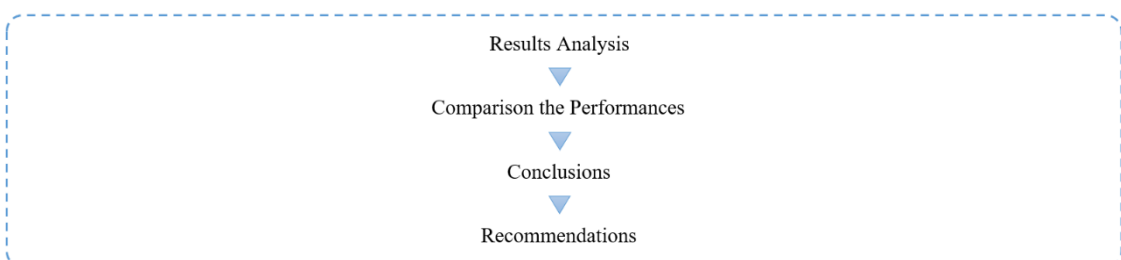 Results Analysis
Comparison the Performances
Conclusions
Recommendations